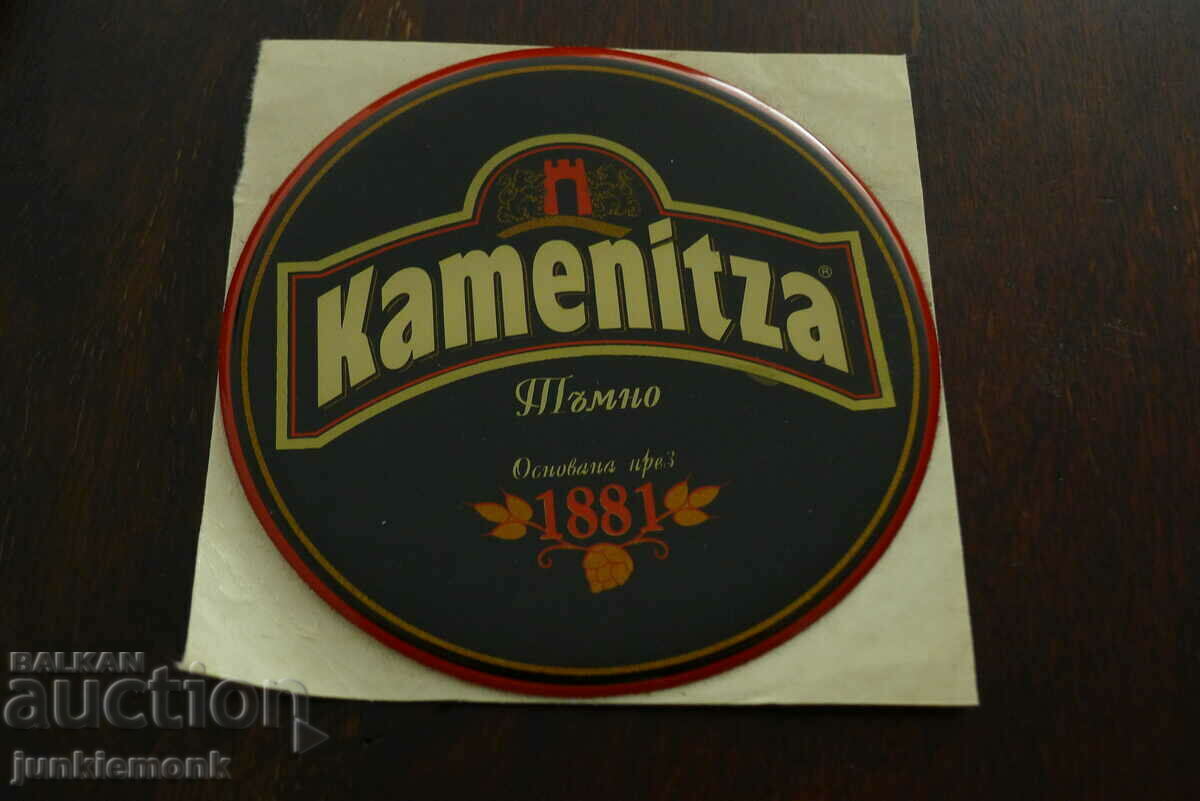 Kamenitza ®
Тъмно
Основана през
1881
BALKAN
auction
junkiemonk